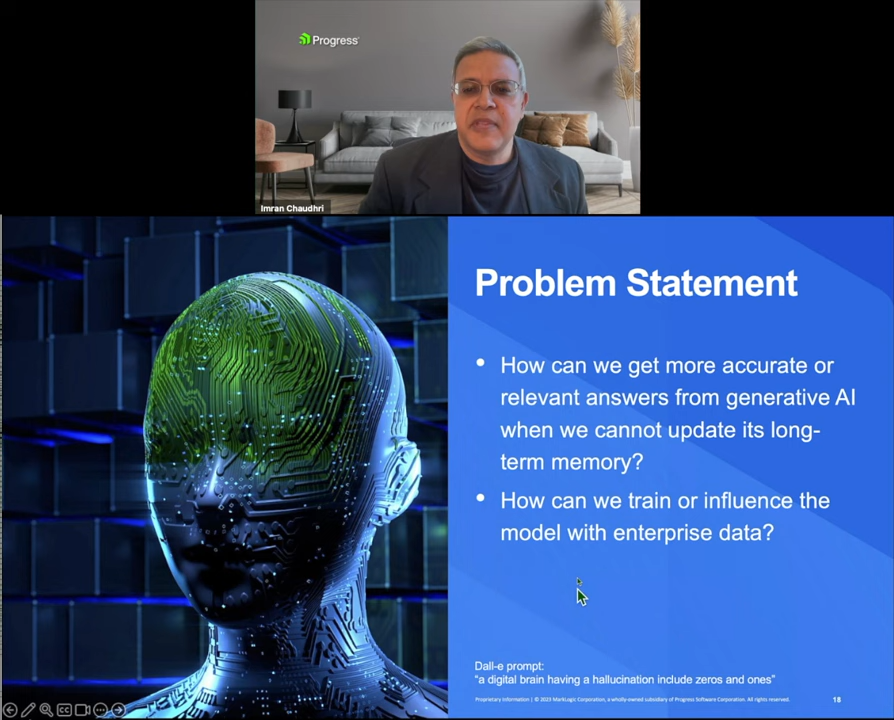 Progress
Imran Chaudhri
Problem Statement
• How can we get more accurate or
relevant answers from generative AI
when we cannot update its long-
term memory?
• How can we train or influence the
model with enterprise data?
Dall-e prompt:
"a digital brain having a hallucination include zeros and ones"
Proprietary Information | © 2023 MarkLogic Corporation, a wholly-owned subsidiary of Progress Software Corporation. All rights reserved.
18